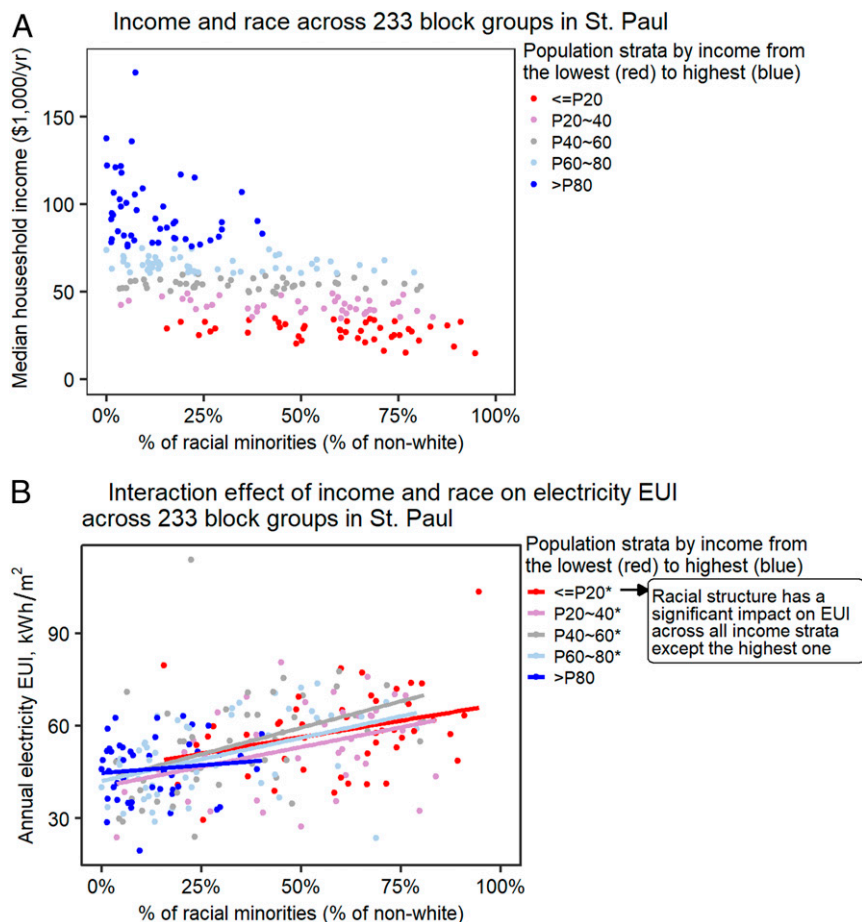 A
Income and race across 233 block groups in St. Paul
Population strata by income from
the lowest (red) to highest (blue)
<=P20
P20~40
P40~60
P60~80
>P80
Median houseshold income ($1,000/yr)
150
100
50
0
0%
25%
50%
75%
100%
% of racial minorities (% of non-white)
B
Interaction effect of income and race on electricity EUI
across 233 block groups in St. Paul
Population strata by income from
the lowest (red) to highest (blue)
<=P20*
P20~40*
P40~60*
P60~80*
>P80
Racial structure has a
significant impact on EUI
across all income strata
except the highest one
Annual electricity EUI, kWh/m²
90
60
30
0%
25%
50%
75%
100%
% of racial minorities (% of non-white)